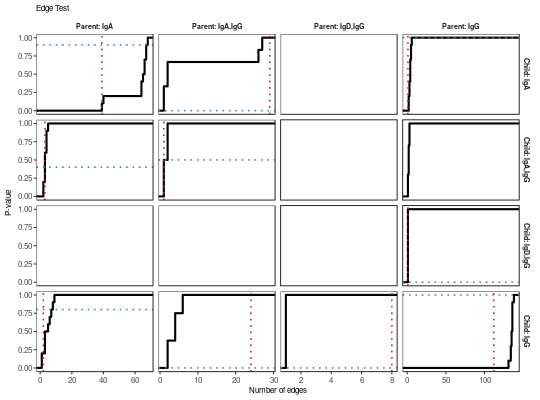 Edge Test
Parent: IgA
Parent: IgA,IgG
Parent: IgD,IgG
Parent: IgG
1.00
0.75
0.50
0.25
0.00
Child: IgA
1.00
0.75
0.50
0.25
0.00
Child: IgA,IgG
P-value
1.00
0.75
0.50
0.25
0.00
Child: IgD,IgG
1.00
0.75
0.50
0.25
0.00
Child: IgG
0 20 40 60
0 10 20 30
2 4 6 8
0 50 100
Number of edges